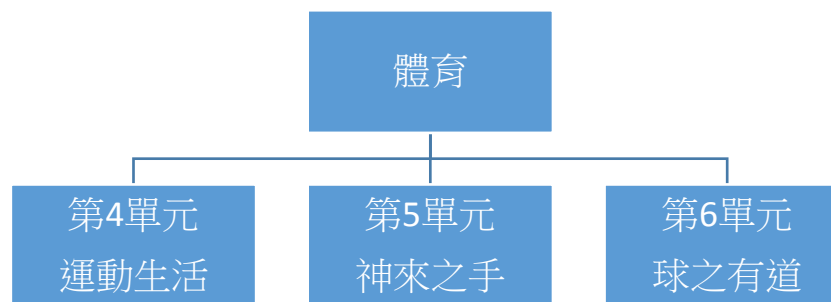 體育
第4單元
運動生活
第5單元
神來之手
第6單元
球之有道